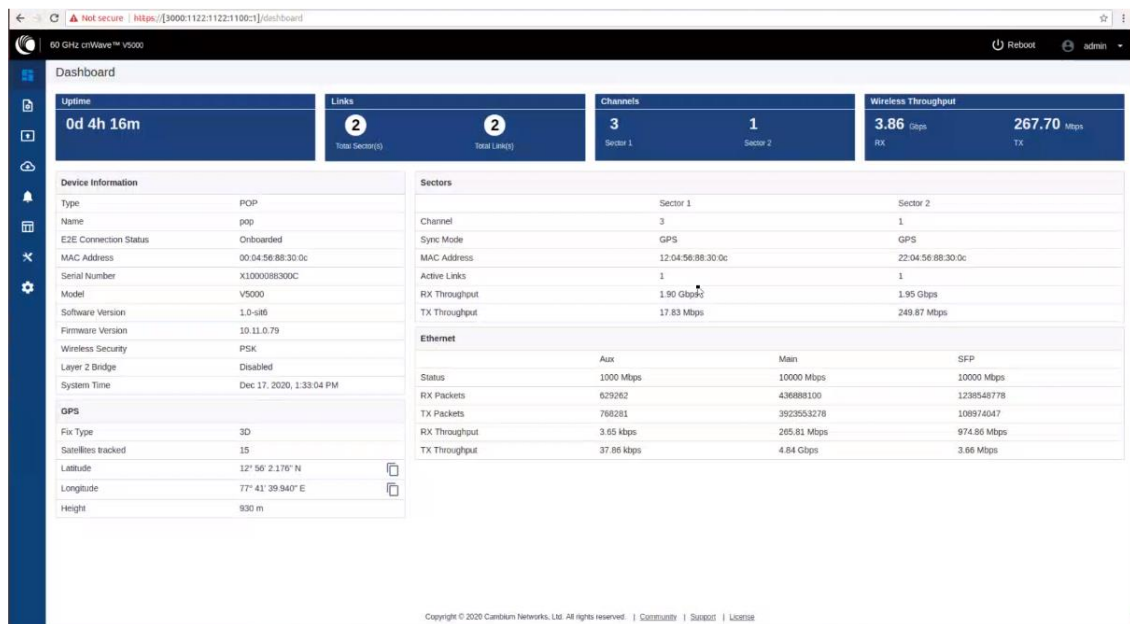 Not secure | https://[3000:1122:1122:1100::1]/dashboard
60 GHz cnWave™ V5000
Reboot
admin
Dashboard
Uptime
0d 4h 16m
Links
2 2
Total Sector(s) Total Link(s)
Channels
3 1
Sector 1 Sector 2
Wireless Throughput
3.86 Gbps 267.70 Mbps
RX TX
Device Information
Type POP
Name pop
E2E Connection Status Onboarded
MAC Address 00:04:56:88:30:0c
Serial Number X1000088300C
Model V5000
Software Version 1.0-sit6
Firmware Version 10.11.0.79
Wireless Security PSK
Layer 2 Bridge Disabled
System Time Dec 17, 2020, 1:33:04 PM
GPS
Fix Type 3D
Satellites tracked 15
Latitude 12° 56' 2.176" N
Longitude 77° 41' 39.940" E
Height 930 m
Sectors
Sector 1 Sector 2
Channel 3 1
Sync Mode GPS GPS
MAC Address 12:04:56:88:30:0c 22:04:56:88:30:0c
Active Links 1 1
RX Throughput 1.90 Gbps 1.95 Gbps
TX Throughput 17.83 Mbps 249.87 Mbps
Ethernet
Aux Main SFP
Status 1000 Mbps 10000 Mbps 10000 Mbps
RX Packets 629262 436888100 1238548778
TX Packets 768281 3923553278 108974047
RX Throughput 3.65 kbps 265.81 Mbps 974.86 Mbps
TX Throughput 37.86 kbps 4.84 Gbps 3.66 Mbps
Copyright © 2020 Cambium Networks, Ltd. All rights reserved. | Community | Support | License